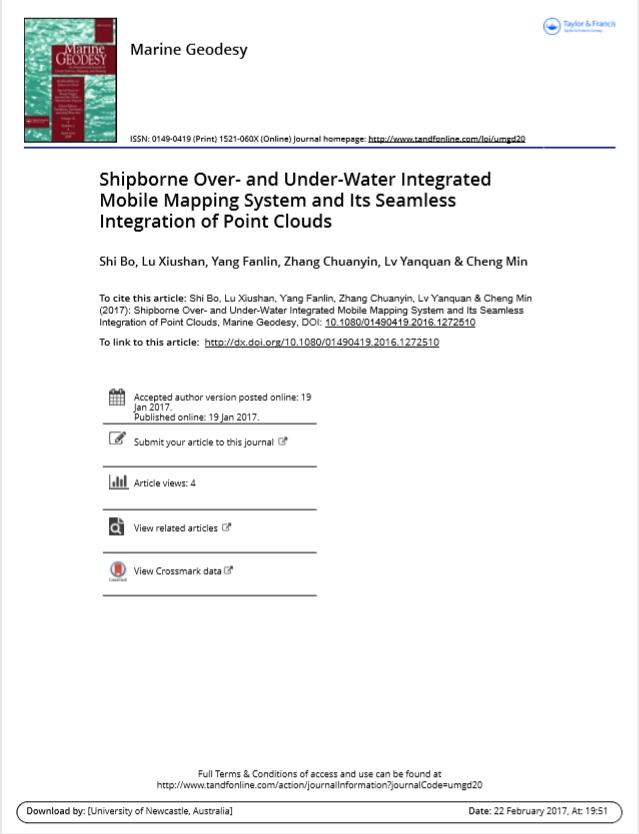 Marine
GEODESY
Taylor & Francis
Taylor & Francis Group
Marine Geodesy
ISSN: 0149-0419 (Print) 1521-060X (Online) Journal homepage: http://www.tandfonline.com/loi/umgd20
Shipborne Over- and Under-Water Integrated
Mobile Mapping System and Its Seamless
Integration of Point Clouds
Shi Bo, Lu Xiushan, Yang Fanlin, Zhang Chuanyin, Lv Yanquan & Cheng Min
To cite this article: Shi Bo, Lu Xiushan, Yang Fanlin, Zhang Chuanyin, Lv Yanquan & Cheng Min
(2017): Shipborne Over- and Under-Water Integrated Mobile Mapping System and Its Seamless
Integration of Point Clouds, Marine Geodesy, DOI: 10.1080/01490419.2016.1272510
To link to this article: http://dx.doi.org/10.1080/01490419.2016.1272510
Accepted author version posted online: 19
Jan 2017.
Published online: 19 Jan 2017.
Submit your article to this journal
Article views: 4
View related articles
View Crossmark data
Full Terms & Conditions of access and use can be found at
http://www.tandfonline.com/action/journalInformation?journalCode=umgd20
Download by: [University of Newcastle, Australia]
Date: 22 February 2017, At: 19:51